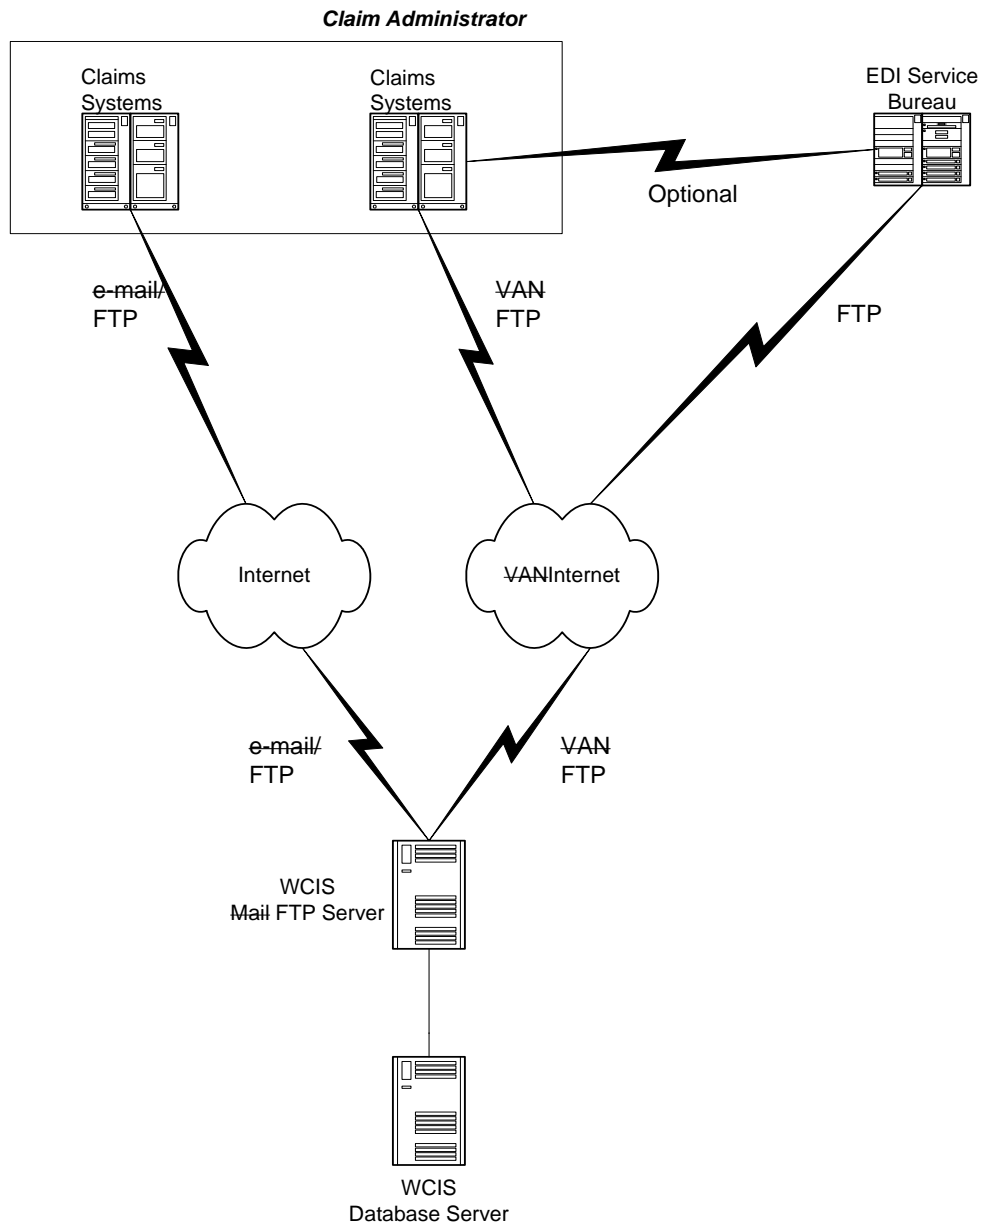 Claim Administrator
Claims
Systems
Claims
Systems
EDI Service
Bureau
Optional
e-mail/
FTP
VAN
FTP
FTP
Internet
VANInternet
e-mail/
FTP
VAN
FTP
WCIS
Mail FTP Server
WCIS
Database Server